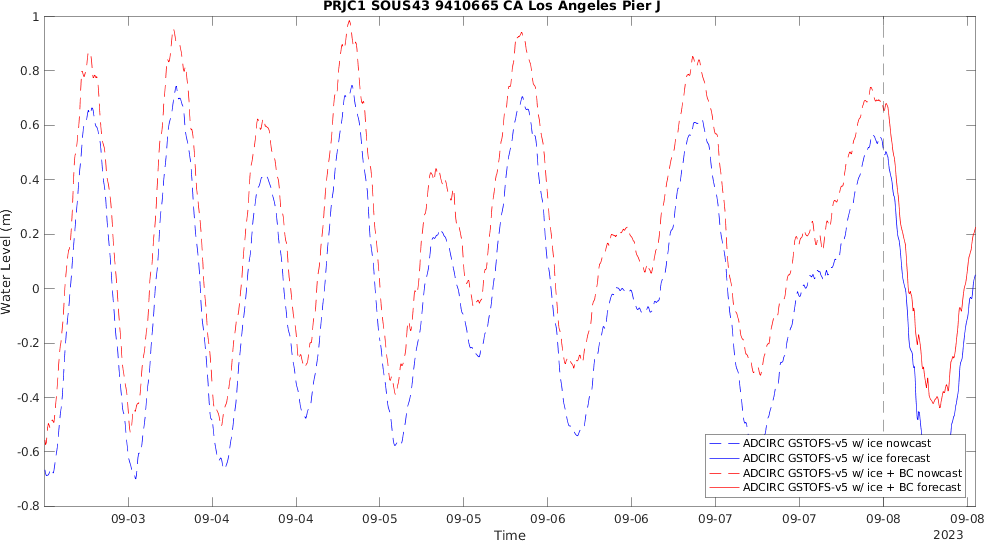 PRJC1 SOUS43 9410665 CA Los Angeles Pier J
1
0.8
0.6
0.4
0.2
0
-0.2
-0.4
-0.6
-0.8
Water Level (m)
09-03 09-04 09-04 09-05 09-05 09-06 09-06 09-07 09-07 09-08 09-08
2023
Time
ADCIRC GSTOFS-v5 w/ ice nowcast
ADCIRC GSTOFS-v5 w/ ice forecast
ADCIRC GSTOFS-v5 w/ ice + BC nowcast
ADCIRC GSTOFS-v5 w/ ice + BC forecast